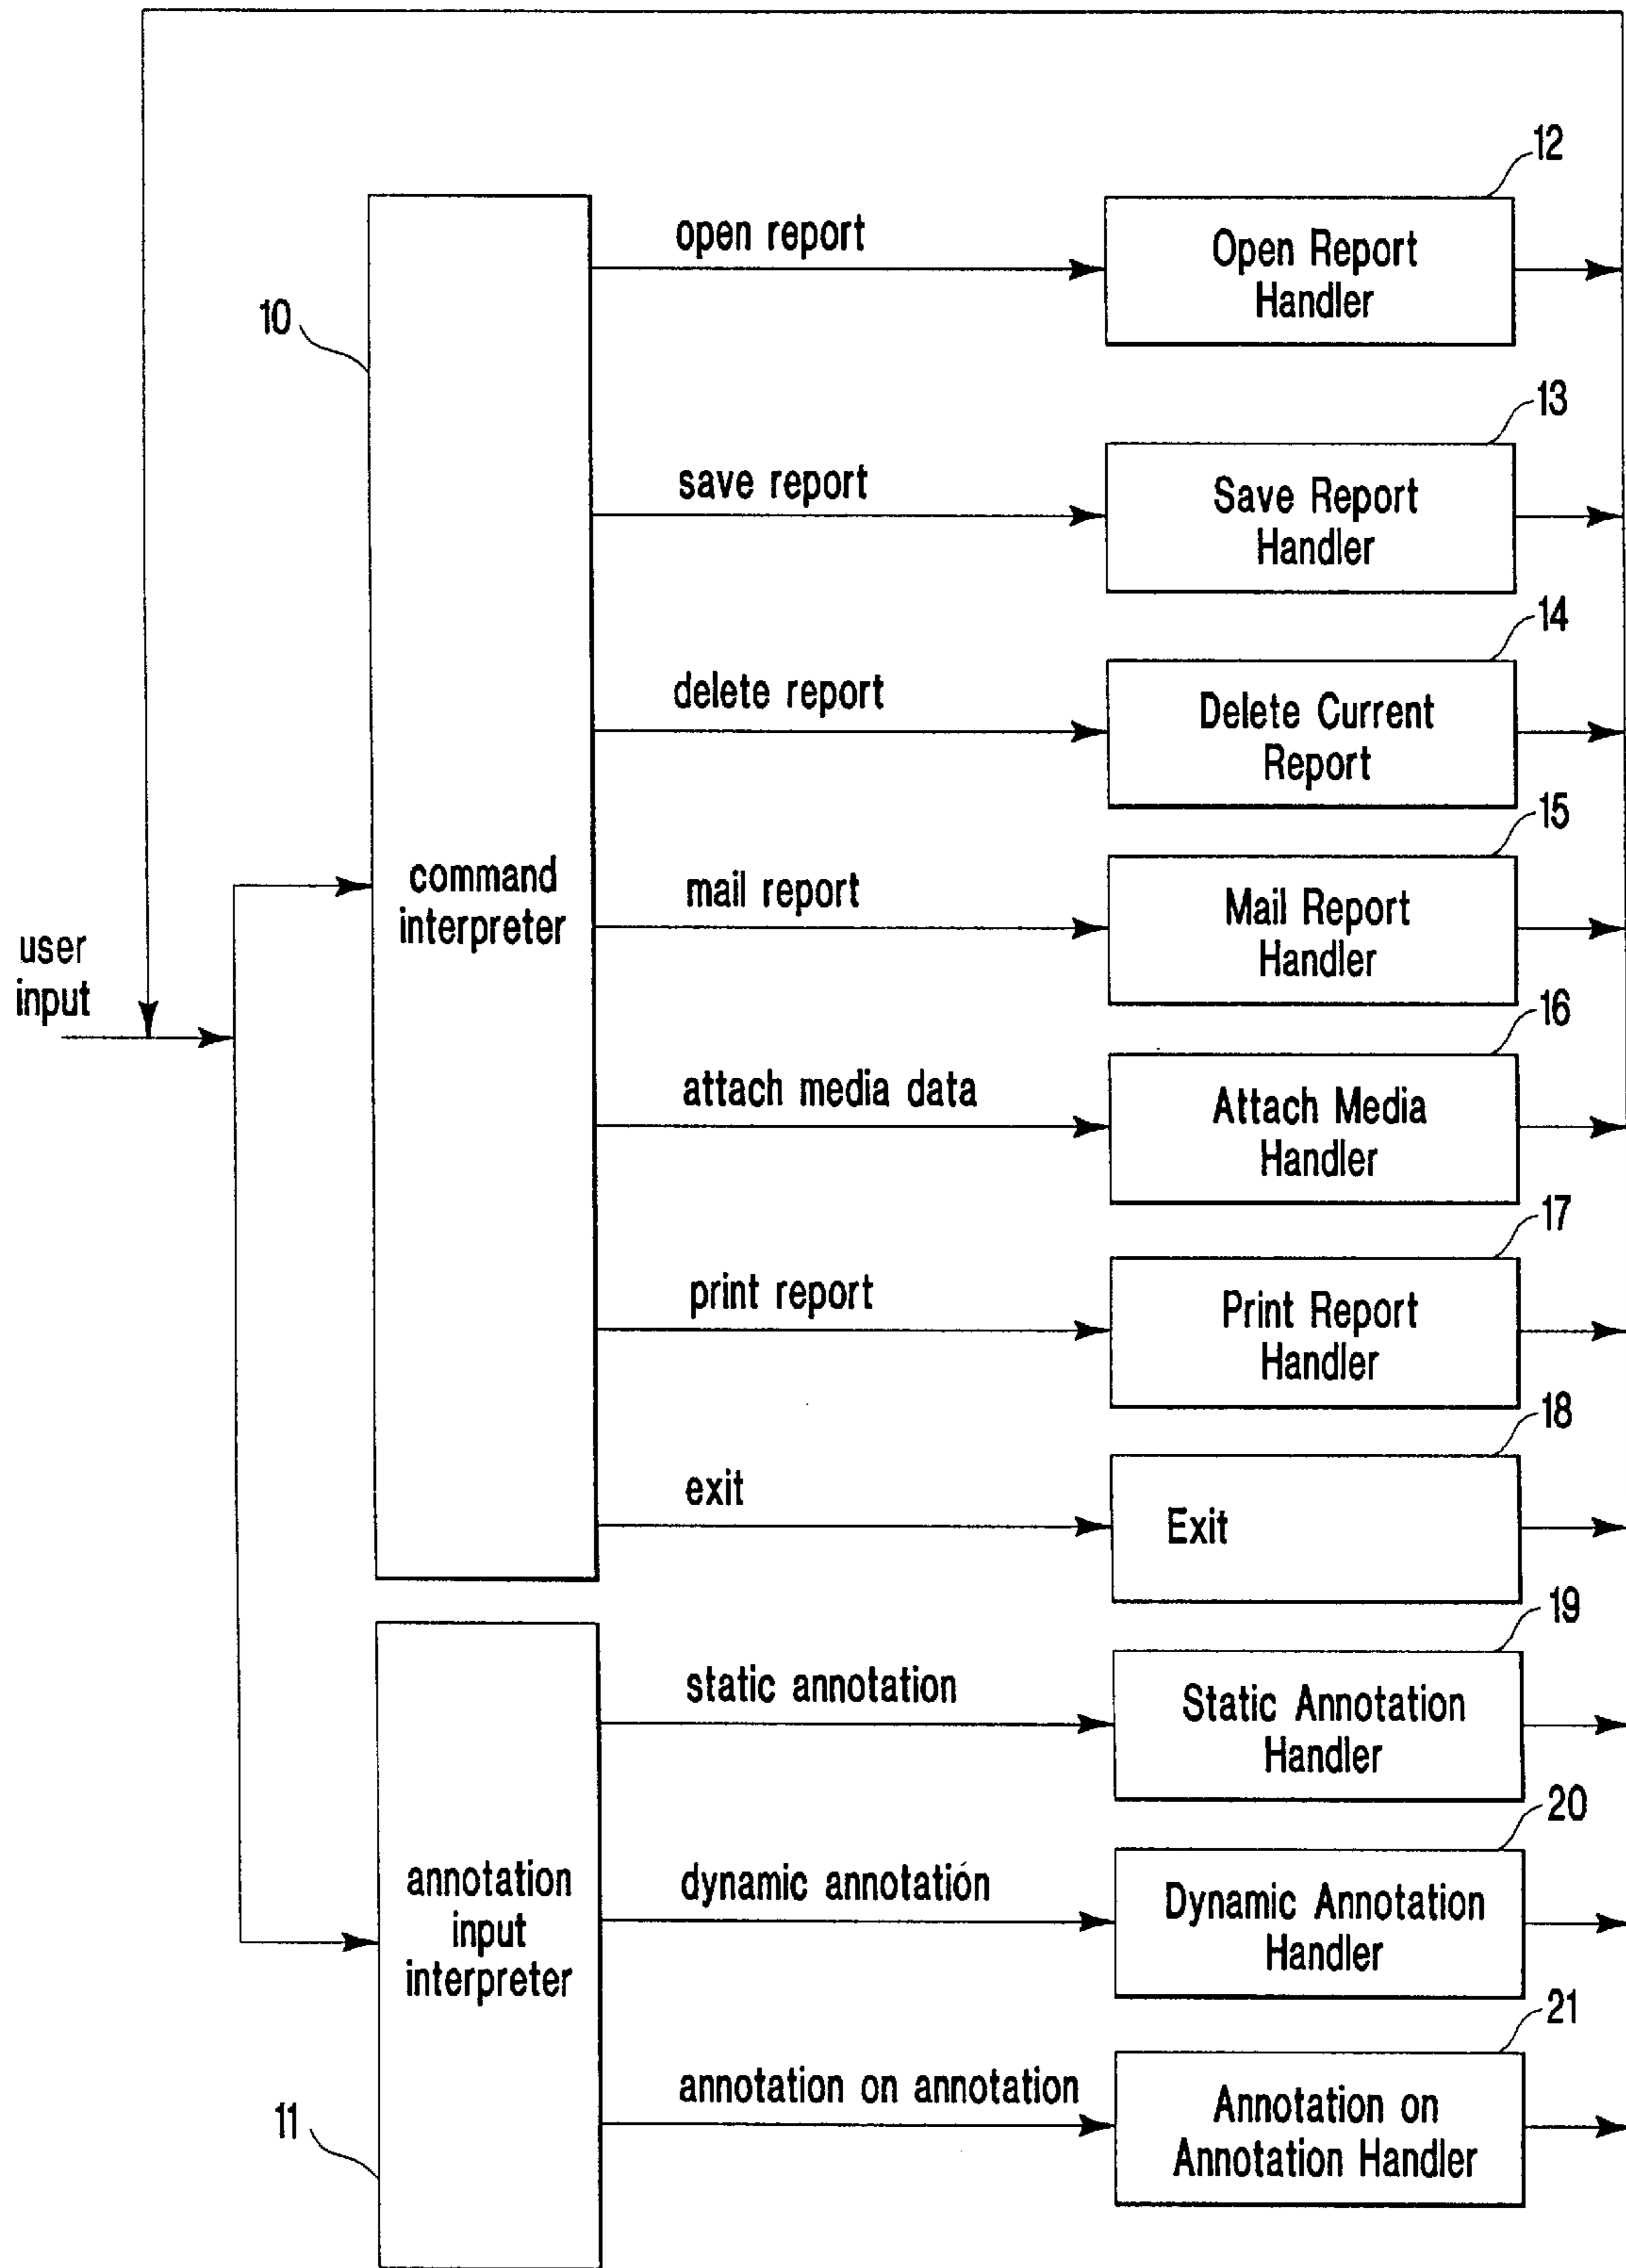 12
open report
Open Report
Handler
10
13
save report
Save Report
Handler
14
delete report
Delete Current
Report
15
command
interpreter
mail report
Mail Report
Handler
user
input
16
attach media data
Attach Media
Handler
17
print report
Print Report
Handler
18
exit
Exit
19
static annotation
Static Annotation
Handler
20
annotation
input
interpreter
dynamic annotation
Dynamic Annotation
Handler
21
annotation on annotation
Annotation on
Annotation Handler
11